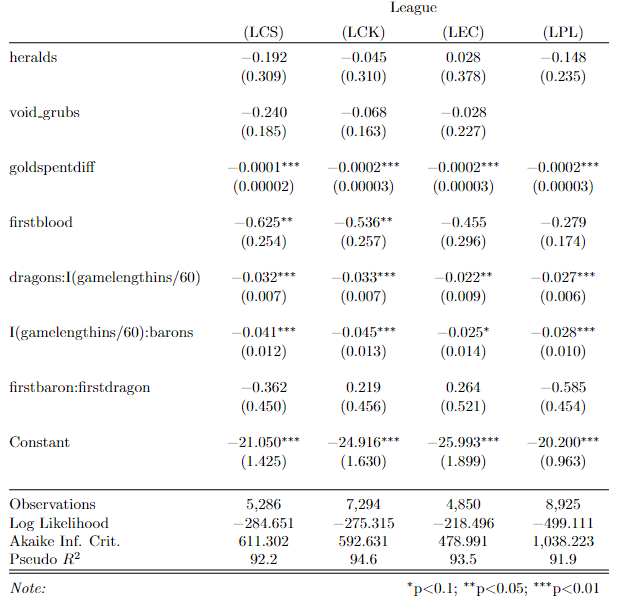 League
(LCS) (LCK) (LEC) (LPL)
heralds −0.192 −0.045 0.028 −0.148
(0.309) (0.310) (0.378) (0.235)
void_grubs −0.240 −0.068 −0.028
(0.185) (0.163) (0.227)
goldspentdiff −0.0001*** −0.0002*** −0.0002*** −0.0002***
(0.00002) (0.00003) (0.00003) (0.00003)
firstblood −0.625** −0.536** −0.455 −0.279
(0.254) (0.257) (0.296) (0.174)
dragons:I(gamelengthins/60) −0.032*** −0.033*** −0.022** −0.027***
(0.007) (0.007) (0.009) (0.006)
I(gamelengthins/60):barons −0.041*** −0.045*** −0.025* −0.028***
(0.012) (0.013) (0.014) (0.010)
firstbaron:firstdragon −0.362 0.219 0.264 −0.585
(0.450) (0.456) (0.521) (0.454)
Constant −21.050*** −24.916*** −25.993*** −20.200***
(1.425) (1.630) (1.899) (0.963)
Observations 5,286 7,294 4,850 8,925
Log Likelihood −284.651 −275.315 −218.496 −499.111
Akaike Inf. Crit. 611.302 592.631 478.991 1,038.223
Pseudo R² 92.2 94.6 93.5 91.9
Note: *p<0.1; **p<0.05; ***p<0.01